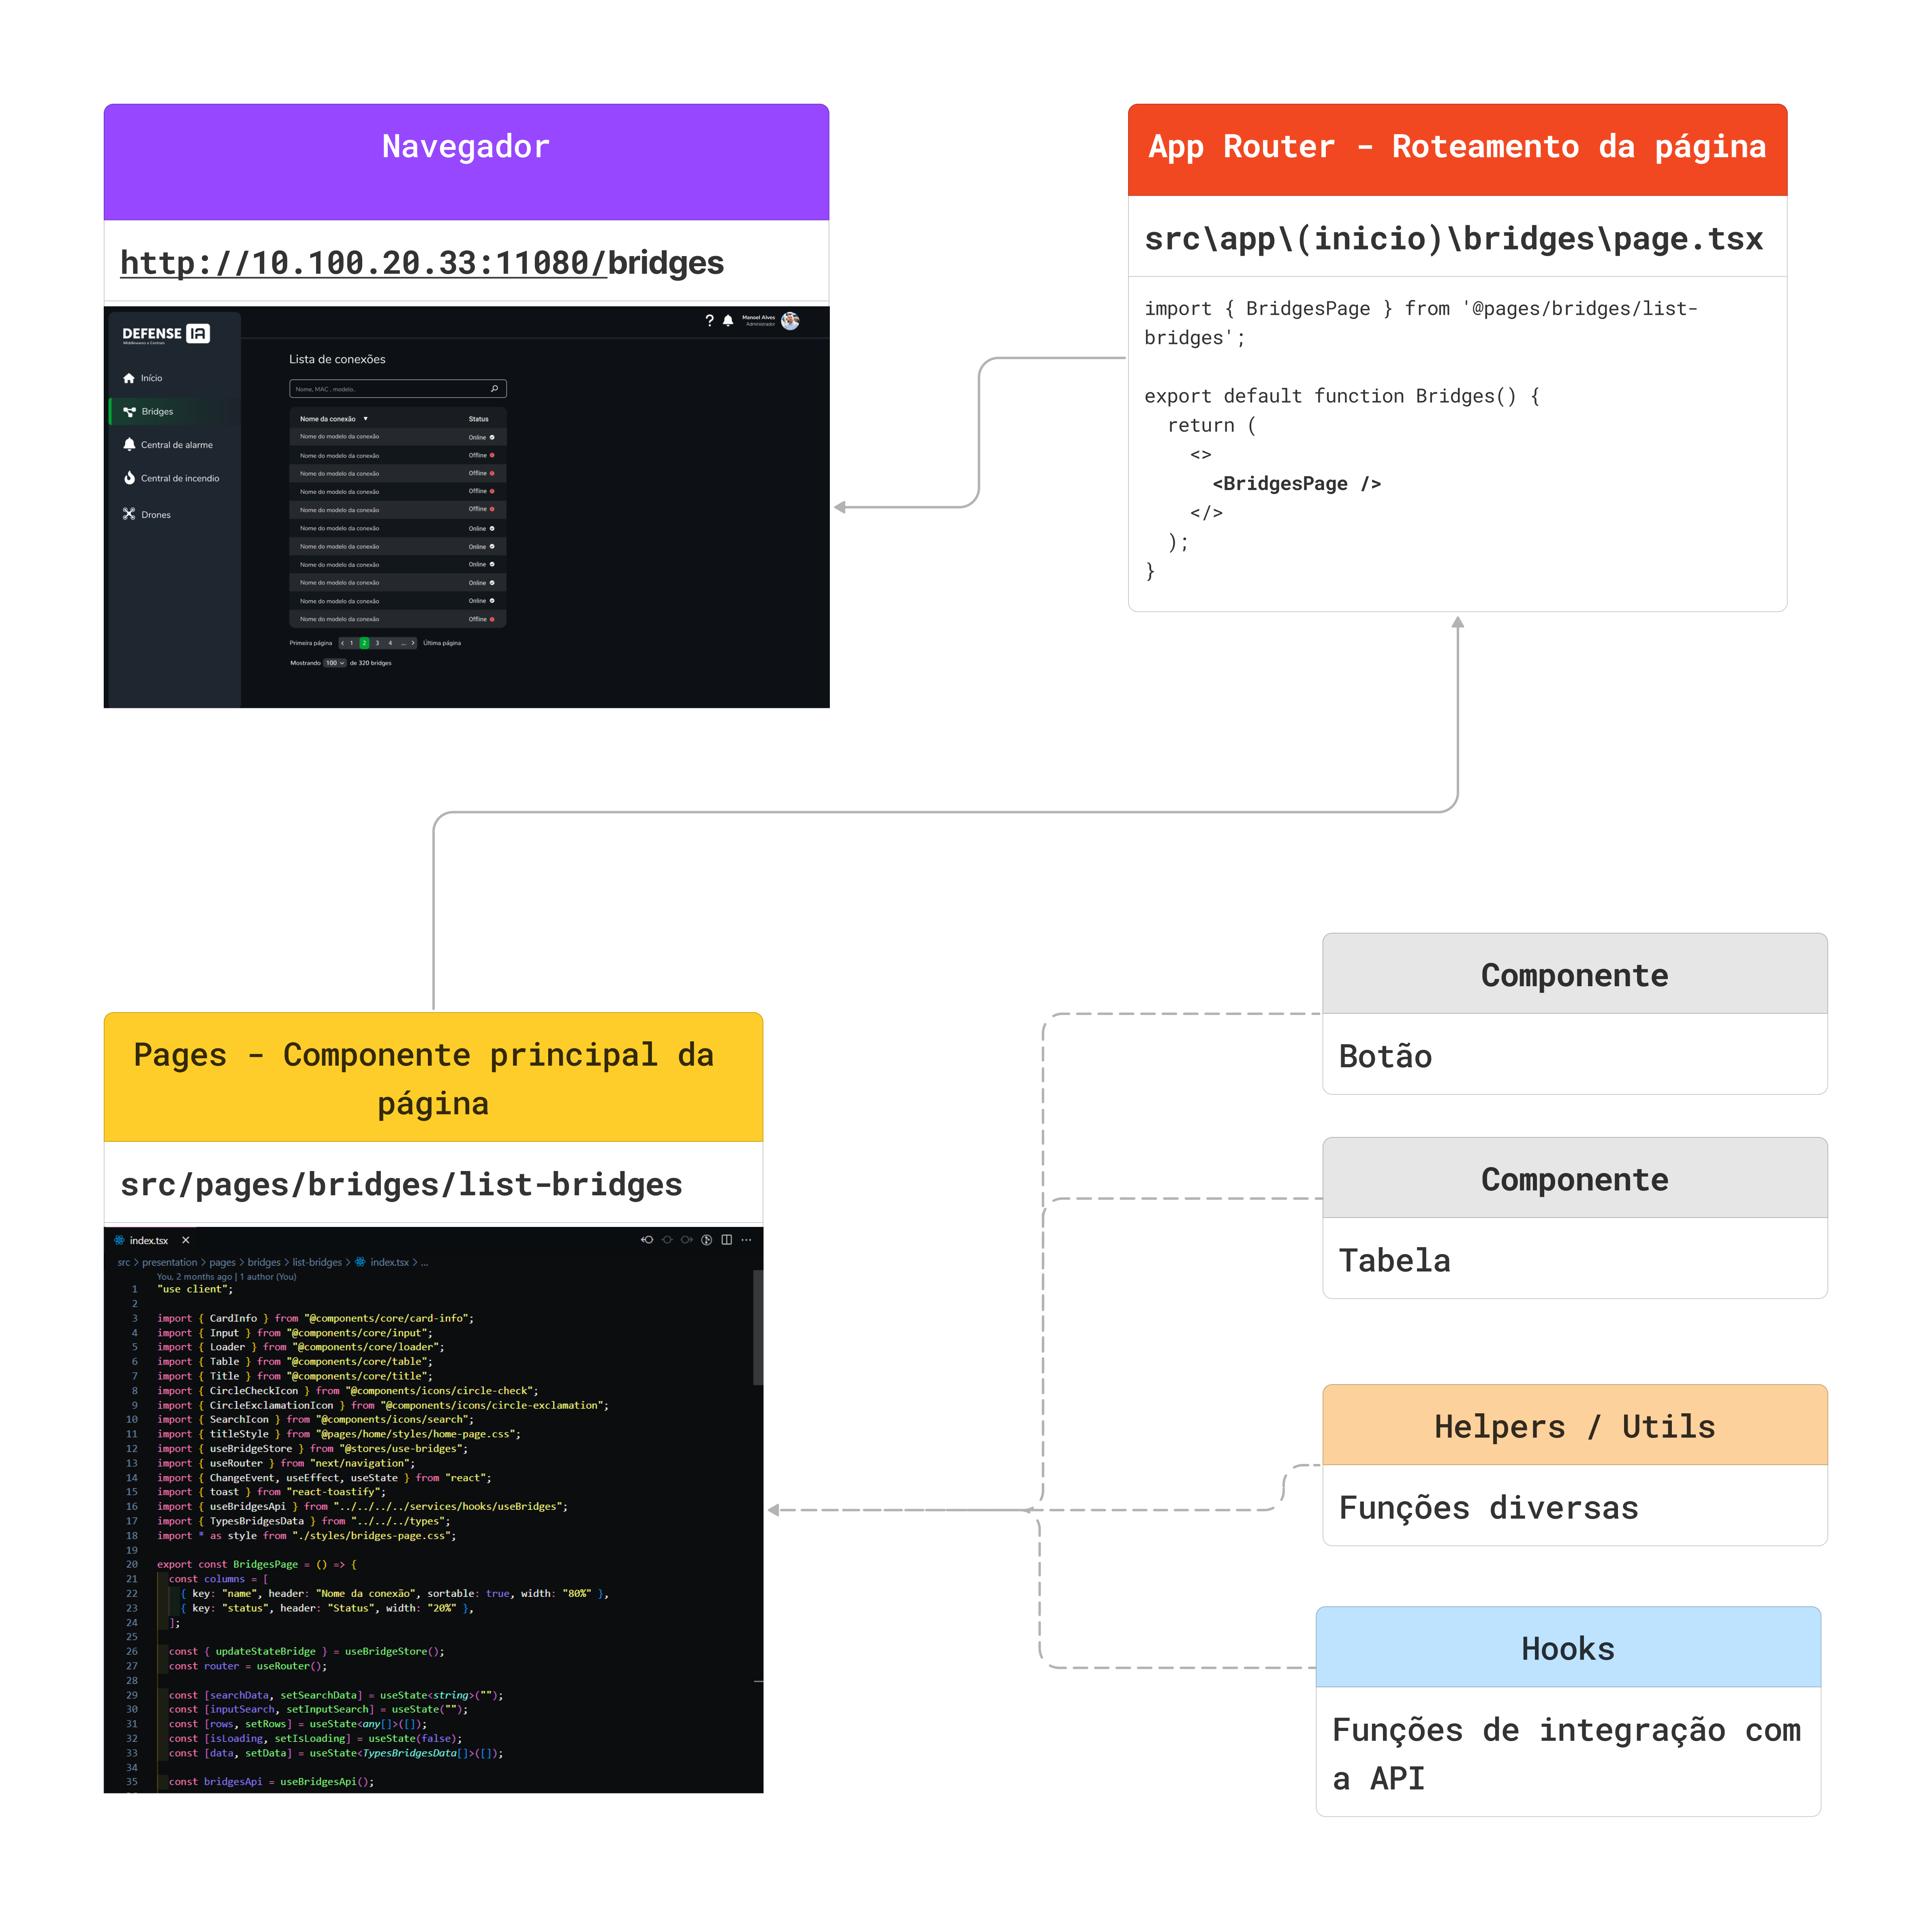 Navegador
http://10.100.20.33:11080/bridges
DEFENSE IA
Middlewares e Centrais
Manoel Alves
Administrador
Início
Bridges
Central de alarme
Central de incendio
Drones
Lista de conexões
Nome, MAC , modelo..
Nome da conexão Status
Nome do modelo da conexão Online
Nome do modelo da conexão Offline
Nome do modelo da conexão Offline
Nome do modelo da conexão Offline
Nome do modelo da conexão Offline
Nome do modelo da conexão Online
Nome do modelo da conexão Online
Nome do modelo da conexão Online
Nome do modelo da conexão Online
Nome do modelo da conexão Online
Nome do modelo da conexão Offline
Primeira página < 1 2 3 4 ... > Última página
Mostrando 100 de 320 bridges
App Router - Roteamento da página
src\app\(inicio)\bridges\page.tsx
import { BridgesPage } from '@pages/bridges/list-
bridges';
export default function Bridges() {
return (
<>
<BridgesPage />
</>
);
}
Pages - Componente principal da
página
src/pages/bridges/list-bridges
index.tsx
src > presentation > pages > bridges > list-bridges > index.tsx > ...
You, 2 months ago | 1 author (You)
1 "use client";
2
3 import { CardInfo } from "@components/core/card-info";
4 import { Input } from "@components/core/input";
5 import { Loader } from "@components/core/loader";
6 import { Table } from "@components/core/table";
7 import { Title } from "@components/core/title";
8 import { CircleCheckIcon } from "@components/icons/circle-check";
9 import { CircleExclamationIcon } from "@components/icons/circle-exclamation";
10 import { SearchIcon } from "@components/icons/search";
11 import { titleStyle } from "@pages/home/styles/home-page.css";
12 import { useBridgeStore } from "@stores/use-bridges";
13 import { useRouter } from "next/navigation";
14 import { ChangeEvent, useEffect, useState } from "react";
15 import { toast } from "react-toastify";
16 import { useBridgesApi } from "../../../../services/hooks/useBridges";
17 import { TypesBridgesData } from "../../../types";
18 import * as style from "./styles/bridges-page.css";
19
20 export const BridgesPage = () => {
21 const columns = [
22 { key: "name", header: "Nome da conexão", sortable: true, width: "80%" },
23 { key: "status", header: "Status", width: "20%" },
24 ];
25
26 const { updateStateBridge } = useBridgeStore();
27 const router = useRouter();
28
29 const [searchData, setSearchData] = useState<string>("");
30 const [inputSearch, setInputSearch] = useState("");
31 const [rows, setRows] = useState<any[]>([]);
32 const [isLoading, setIsLoading] = useState(false);
33 const [data, setData] = useState<TypesBridgesData[]>([]);
34
35 const bridgesApi = useBridgesApi();
Componente
Botão
Componente
Tabela
Helpers / Utils
Funções diversas
Hooks
Funções de integração com
a API